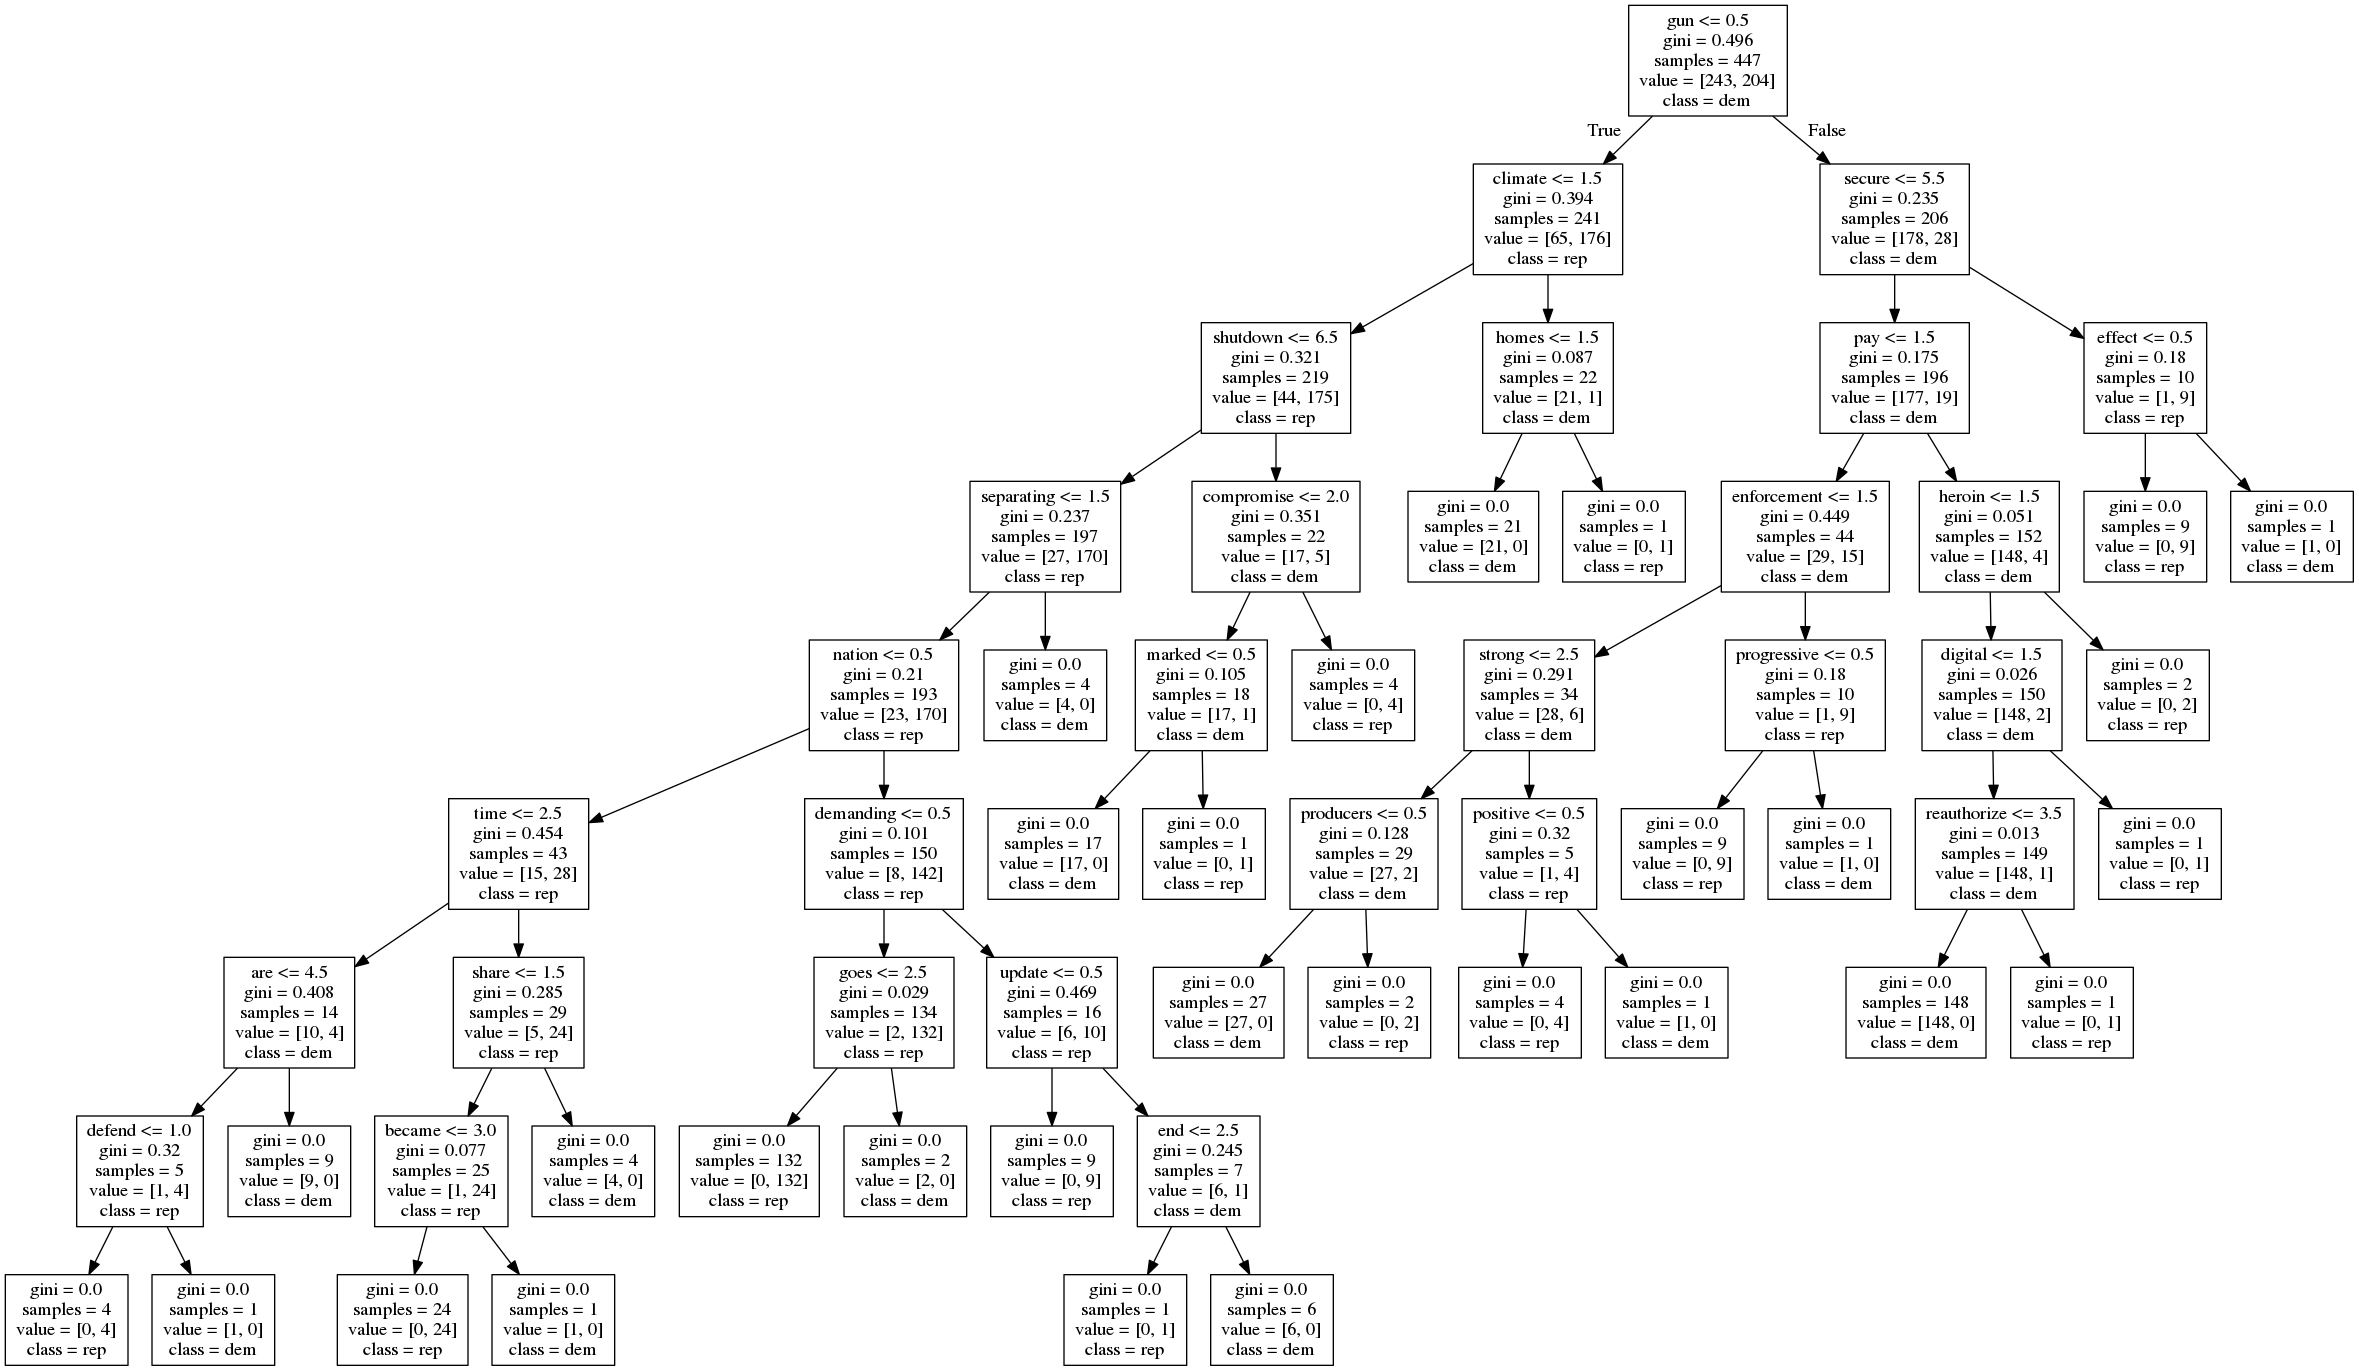 gun <= 0.5
gini = 0.496
samples = 447
value = [243, 204]
class = dem
True
False
climate <= 1.5
gini = 0.394
samples = 241
value = [65, 176]
class = rep
secure <= 5.5
gini = 0.235
samples = 206
value = [178, 28]
class = dem
shutdown <= 6.5
gini = 0.321
samples = 219
value = [44, 175]
class = rep
homes <= 1.5
gini = 0.087
samples = 22
value = [21, 1]
class = dem
pay <= 1.5
gini = 0.175
samples = 196
value = [177, 19]
class = dem
effect <= 0.5
gini = 0.18
samples = 10
value = [1, 9]
class = rep
separating <= 1.5
gini = 0.237
samples = 197
value = [27, 170]
class = rep
compromise <= 2.0
gini = 0.351
samples = 22
value = [17, 5]
class = dem
gini = 0.0
samples = 21
value = [21, 0]
class = dem
gini = 0.0
samples = 1
value = [0, 1]
class = rep
enforcement <= 1.5
gini = 0.449
samples = 44
value = [29, 15]
class = dem
heroin <= 1.5
gini = 0.051
samples = 152
value = [148, 4]
class = dem
gini = 0.0
samples = 9
value = [0, 9]
class = rep
gini = 0.0
samples = 1
value = [1, 0]
class = dem
nation <= 0.5
gini = 0.21
samples = 193
value = [23, 170]
class = rep
gini = 0.0
samples = 4
value = [4, 0]
class = dem
marked <= 0.5
gini = 0.105
samples = 18
value = [17, 1]
class = dem
gini = 0.0
samples = 4
value = [0, 4]
class = rep
strong <= 2.5
gini = 0.291
samples = 34
value = [28, 6]
class = dem
progressive <= 0.5
gini = 0.18
samples = 10
value = [1, 9]
class = rep
digital <= 1.5
gini = 0.026
samples = 150
value = [148, 2]
class = dem
gini = 0.0
samples = 2
value = [0, 2]
class = rep
time <= 2.5
gini = 0.454
samples = 43
value = [15, 28]
class = rep
demanding <= 0.5
gini = 0.101
samples = 150
value = [8, 142]
class = rep
gini = 0.0
samples = 17
value = [17, 0]
class = dem
gini = 0.0
samples = 1
value = [0, 1]
class = rep
producers <= 0.5
gini = 0.128
samples = 29
value = [27, 2]
class = dem
positive <= 0.5
gini = 0.32
samples = 5
value = [1, 4]
class = rep
gini = 0.0
samples = 9
value = [0, 9]
class = rep
gini = 0.0
samples = 1
value = [1, 0]
class = dem
reauthorize <= 3.5
gini = 0.013
samples = 149
value = [148, 1]
class = dem
gini = 0.0
samples = 1
value = [0, 1]
class = rep
are <= 4.5
gini = 0.408
samples = 14
value = [10, 4]
class = dem
share <= 1.5
gini = 0.285
samples = 29
value = [5, 24]
class = rep
goes <= 2.5
gini = 0.029
samples = 134
value = [2, 132]
class = rep
update <= 0.5
gini = 0.469
samples = 16
value = [6, 10]
class = rep
gini = 0.0
samples = 27
value = [27, 0]
class = dem
gini = 0.0
samples = 2
value = [0, 2]
class = rep
gini = 0.0
samples = 4
value = [0, 4]
class = rep
gini = 0.0
samples = 1
value = [1, 0]
class = dem
gini = 0.0
samples = 148
value = [148, 0]
class = dem
gini = 0.0
samples = 1
value = [0, 1]
class = rep
defend <= 1.0
gini = 0.32
samples = 5
value = [1, 4]
class = rep
gini = 0.0
samples = 9
value = [9, 0]
class = dem
became <= 3.0
gini = 0.077
samples = 25
value = [1, 24]
class = rep
gini = 0.0
samples = 4
value = [4, 0]
class = dem
gini = 0.0
samples = 132
value = [0, 132]
class = rep
gini = 0.0
samples = 2
value = [2, 0]
class = dem
gini = 0.0
samples = 9
value = [0, 9]
class = rep
end <= 2.5
gini = 0.245
samples = 7
value = [6, 1]
class = dem
gini = 0.0
samples = 4
value = [0, 4]
class = rep
gini = 0.0
samples = 1
value = [1, 0]
class = dem
gini = 0.0
samples = 24
value = [0, 24]
class = rep
gini = 0.0
samples = 1
value = [1, 0]
class = dem
gini = 0.0
samples = 1
value = [0, 1]
class = rep
gini = 0.0
samples = 6
value = [6, 0]
class = dem